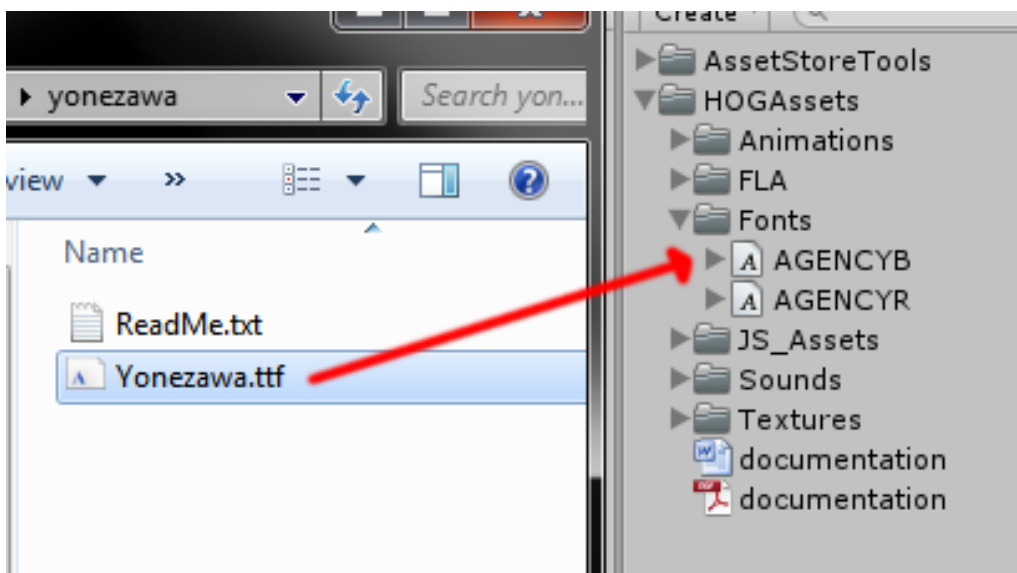 yonezawa
Search yon...
view
»
Name
ReadMe.txt
Yonezawa.ttf
Create
AssetStoreTools
HOGAssets
Animations
FLA
Fonts
AGENCYB
AGENCYR
JS_Assets
Sounds
Textures
documentation
documentation